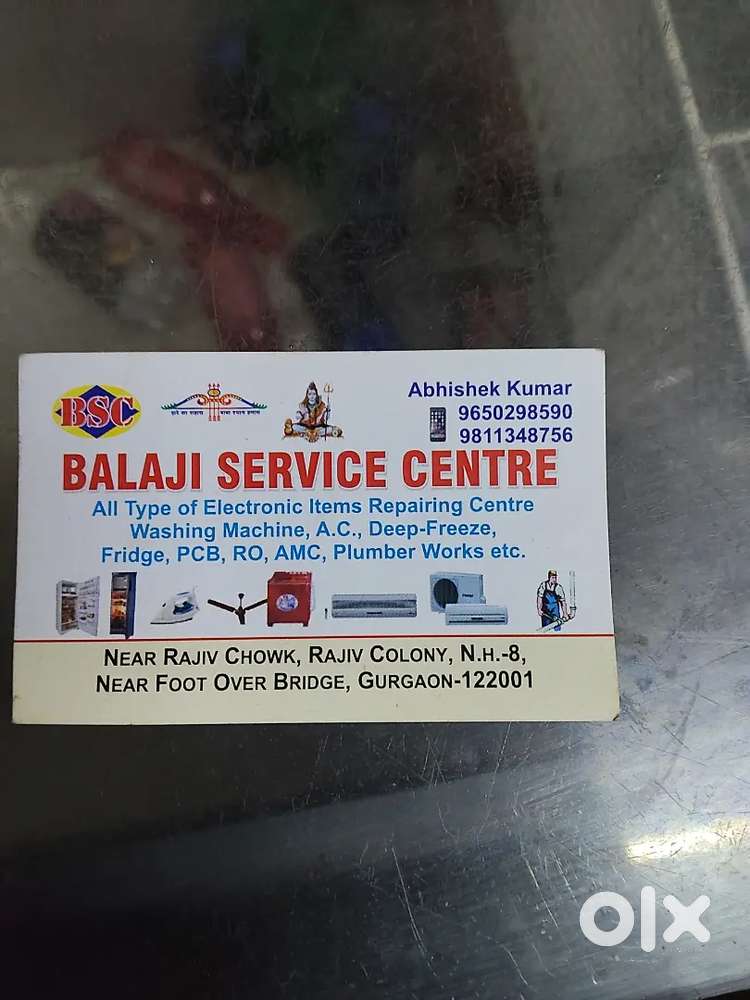 BSC
हारे का सहारा बाबा श्याम हमारा
Abhishek Kumar
9650298590
9811348756
BALAJI SERVICE CENTRE
All Type of Electronic Items Repairing Centre
Washing Machine, A.C., Deep-Freeze,
Fridge, PCB, RO, AMC, Plumber Works etc.
NEAR RAJIV CHOWK, RAJIV COLONY, N.H.-8,
NEAR FOOT OVER BRIDGE, GURGAON-122001
olx